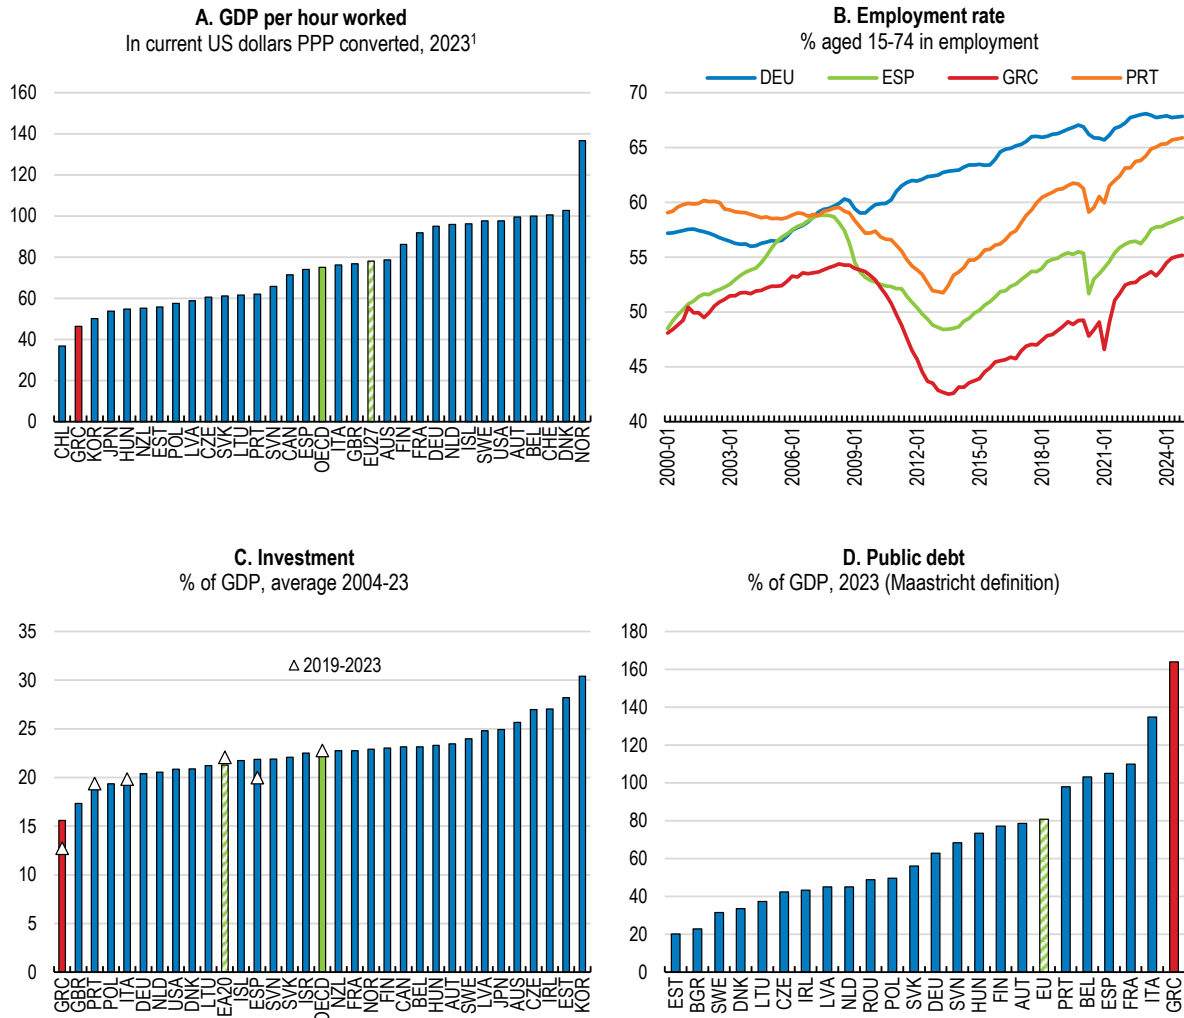 A. GDP per hour worked
In current US dollars PPP converted, 2023¹
160
140
120
100
80
60
40
20
0
CHL GRC KOR JPN HUN NZL EST POL LVA CZE SVK LTU PRT SVN CAN ESP OECD ITA GBR EU27 AUS FIN FRA DEU NLD ISL SWE USA AUT BEL CHE DNK NOR
B. Employment rate
% aged 15-74 in employment
DEU ESP GRC PRT
70
65
60
55
50
45
40
2000-01 2003-01 2006-01 2009-01 2012-01 2015-01 2018-01 2021-01 2024-01
C. Investment
% of GDP, average 2004-23
2019-2023
35
30
25
20
15
10
5
0
GRC GBR PRT POL ITA DEU NLD USA DNK LTU EA20 ISL ESP SVN SVK ISR OECD NZL FRA NOR FIN CAN BEL HUN AUT SWE LVA JPN AUS CZE IRL EST KOR
D. Public debt
% of GDP, 2023 (Maastricht definition)
180
160
140
120
100
80
60
40
20
0
EST BGR SWE DNK LTU CZE IRL LVA NLD ROU POL SVK DEU SVN HUN FIN AUT EU PRT BEL ESP FRA ITA GRC